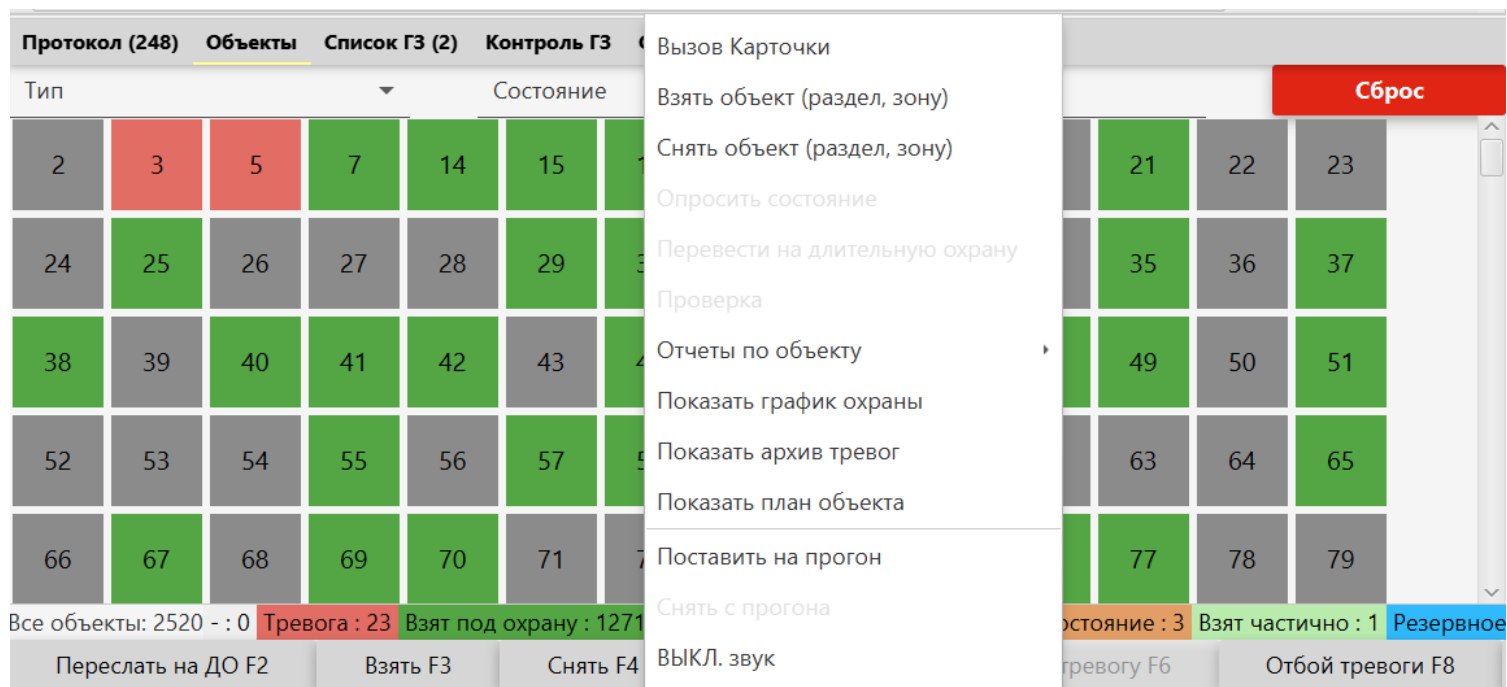 Протокол (248) Объекты Список ГЗ (2) Контроль ГЗ
Тип Состояние Сброс
2 3 5 7 14 15 21 22 23
24 25 26 27 28 29 35 36 37
38 39 40 41 42 43 49 50 51
52 53 54 55 56 57 63 64 65
66 67 68 69 70 71 77 78 79
Вызов Карточки
Взять объект (раздел, зону)
Снять объект (раздел, зону)
Опросить состояние
Перевести на длительную охрану
Проверка
Отчеты по объекту
Показать график охраны
Показать архив тревог
Показать план объекта
Поставить на прогон
Снять с прогона
ВЫКЛ. звук
Все объекты: 2520 - : 0 Тревога : 23 Взят под охрану : 1271 остояние : 3 Взят частично : 1 Резервное
Переслать на ДО F2 Взять F3 Снять F4 тревогу F6 Отбой тревоги F8